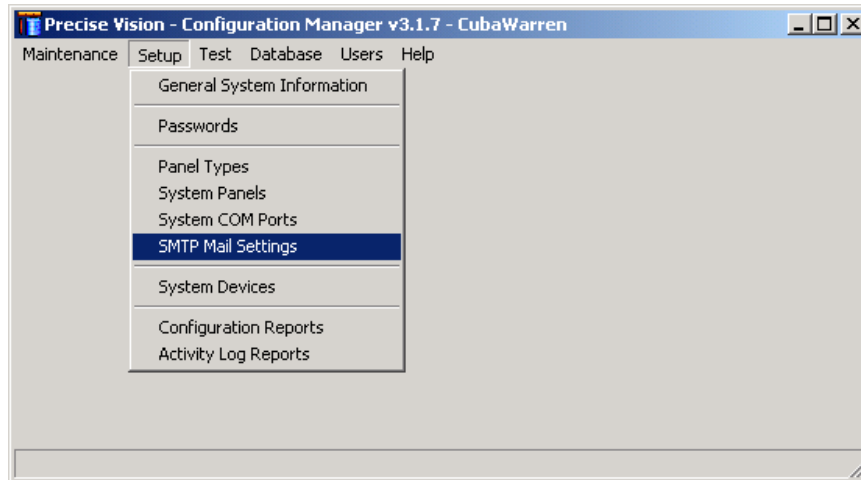 Precise Vision - Configuration Manager v3.1.7 - CubaWarren
Maintenance Setup Test Database Users Help
General System Information
Passwords
Panel Types
System Panels
System COM Ports
SMTP Mail Settings
System Devices
Configuration Reports
Activity Log Reports